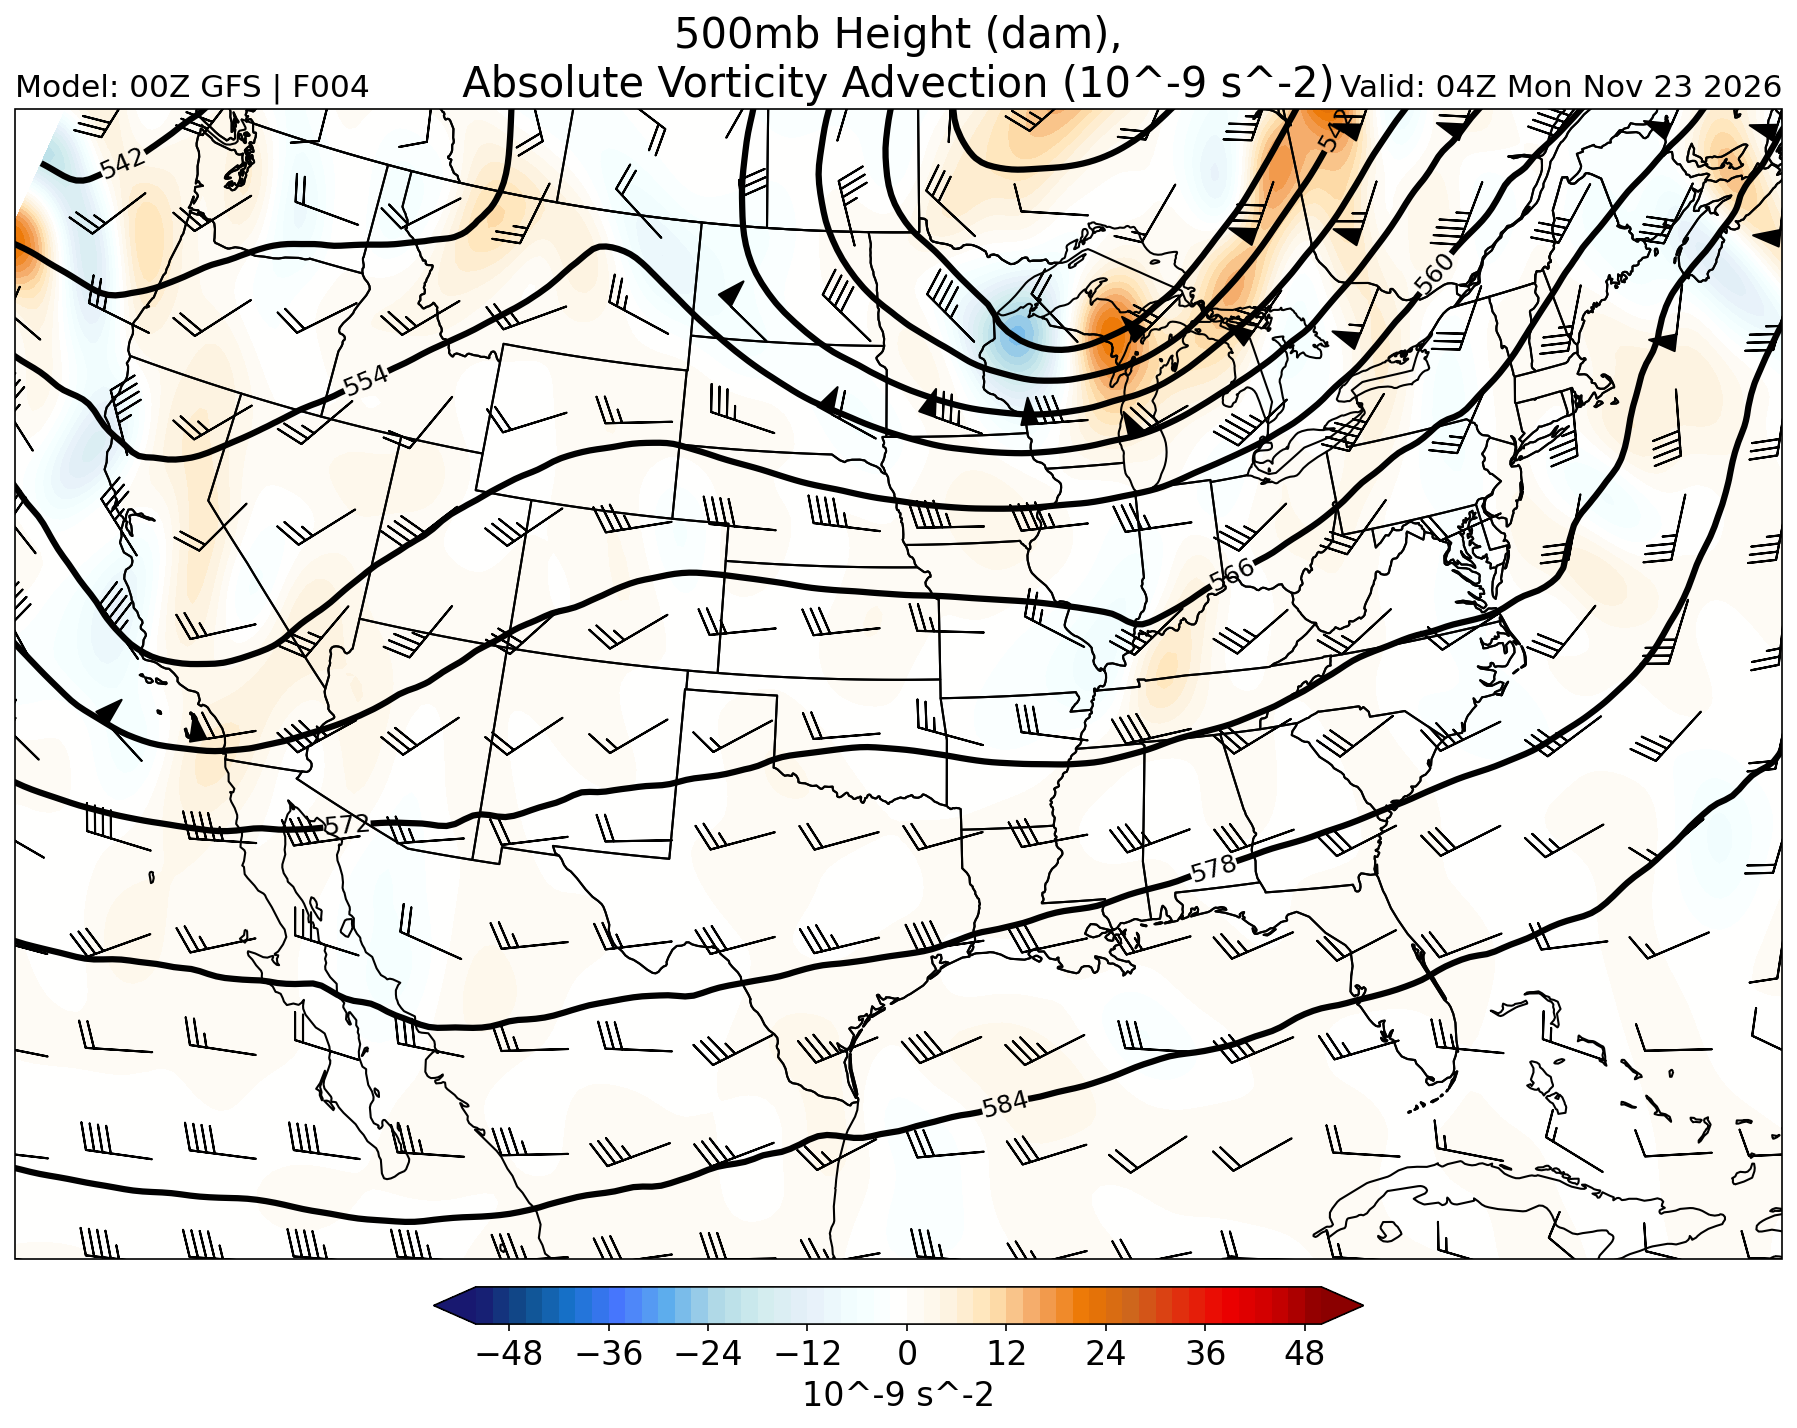 500mb Height (dam),
Model: 00Z GFS | F004
Absolute Vorticity Advection (10^-9 s^-2)
Valid: 04Z Mon Nov 23 2026
542
542
560
554
566
572
578
584
−48 −36 −24 −12 0 12 24 36 48
10^-9 s^-2